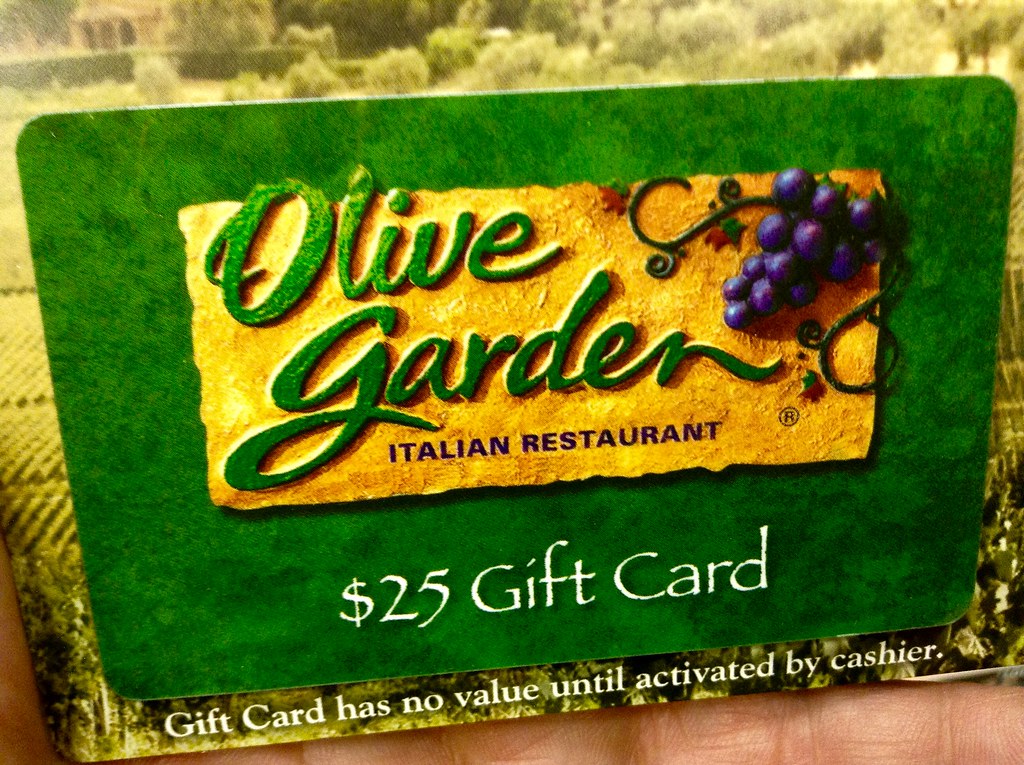 Olive
Garden
®
ITALIAN RESTAURANT
$25 Gift Card
Gift Card has no value until activated by cashier.